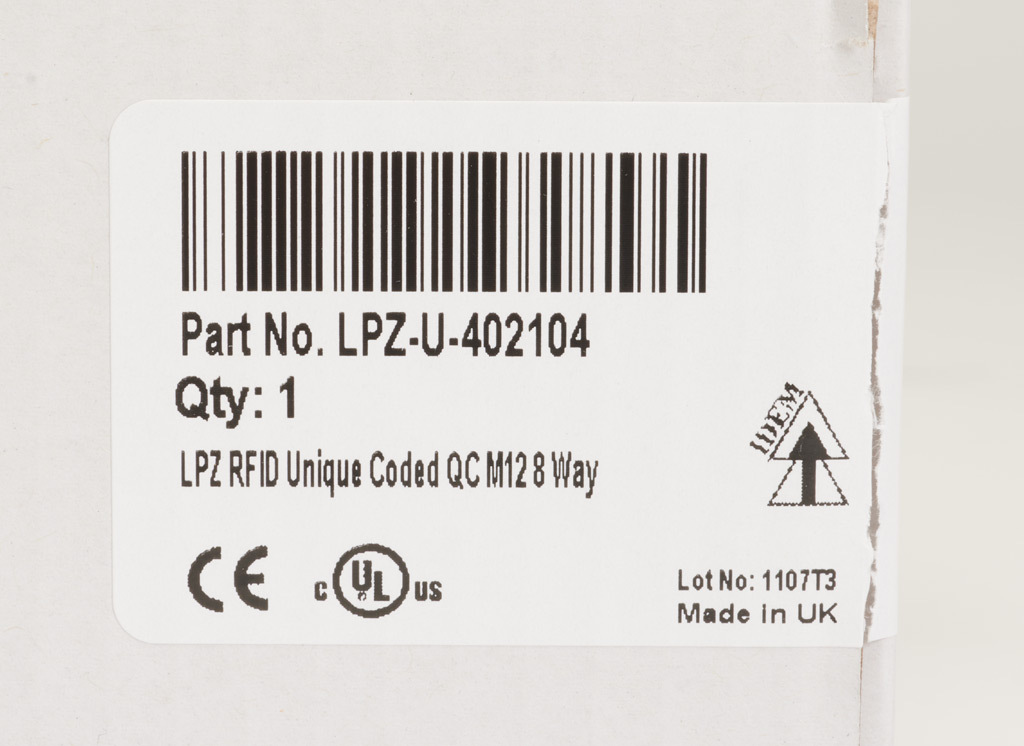 Part No. LPZ-U-402104
Qty: 1
LPZ RFID Unique Coded QC M12 8 Way
IDEM
CE
c UL US
Lot No: 1107T3
Made in UK